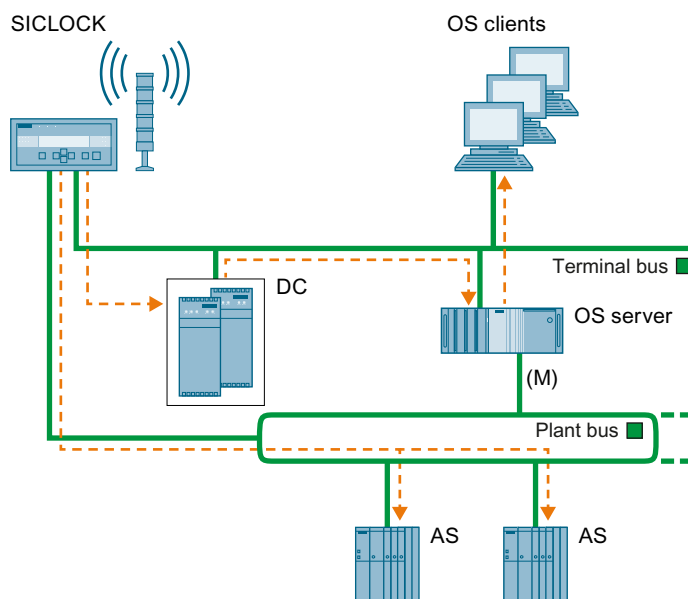 SICLOCK
OS clients
Terminal bus
DC
OS server
(M)
Plant bus
AS
AS